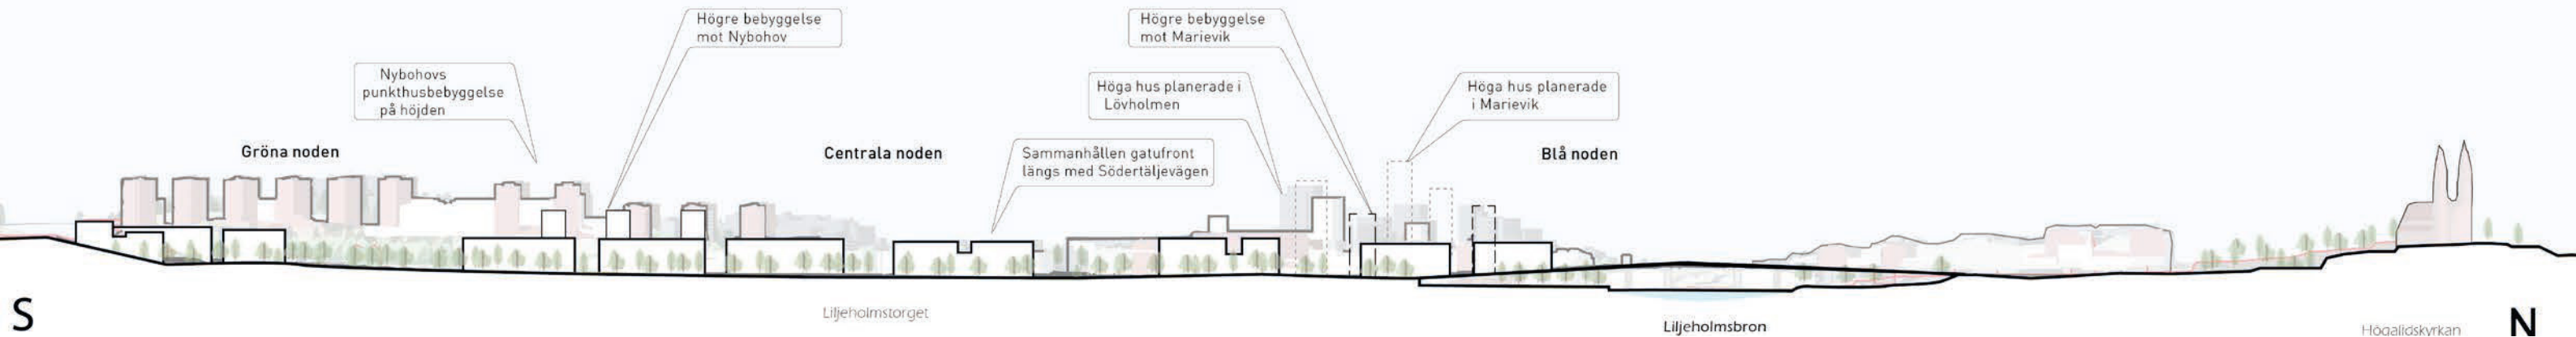 Högre bebyggelse
mot Nybohov
Högre bebyggelse
mot Marievik
Nybohovs
punkthusbebyggelse
på höjden
Höga hus planerade i
Lövholmen
Höga hus planerade
i Marievik
Gröna noden
Centrala noden
Sammanhållen gatufront
längs med Södertäljevägen
Blå noden
S
Liljeholmstorget
Liljeholmsbron
Högalidskyrkan
N